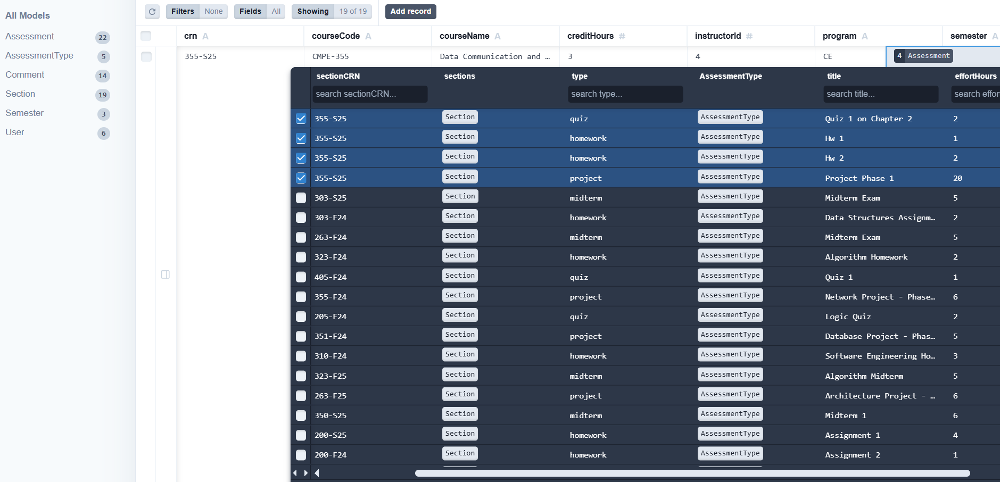 All Models
Assessment 22
AssessmentType 5
Comment 14
Section 19
Semester 3
User 6
Filters None Fields All Showing 19 of 19 Add record
crn A courseCode A courseName A creditHours # instructorId # program A semester A
355-S25 CMPE-355 Data Communication and … 3 4 CE 4 Assessment
sectionCRN sections type AssessmentType title effortHours
search sectionCRN... search type... search title... search effor
355-S25 Section quiz AssessmentType Quiz 1 on Chapter 2 2
355-S25 Section homework AssessmentType Hw 1 1
355-S25 Section homework AssessmentType Hw 2 2
355-S25 Section project AssessmentType Project Phase 1 20
303-S25 Section midterm AssessmentType Midterm Exam 5
303-F24 Section homework AssessmentType Data Structures Assignm… 2
263-F24 Section midterm AssessmentType Midterm Exam 5
323-F24 Section homework AssessmentType Algorithm Homework 2
405-F24 Section quiz AssessmentType Quiz 1 1
355-F24 Section project AssessmentType Network Project - Phase… 6
205-F24 Section quiz AssessmentType Logic Quiz 2
351-F24 Section project AssessmentType Database Project - Phas… 5
310-F24 Section homework AssessmentType Software Engineering Ho… 3
323-F25 Section midterm AssessmentType Algorithm Midterm 5
263-F25 Section project AssessmentType Architecture Project - … 6
350-S25 Section midterm AssessmentType Midterm 1 6
200-S25 Section homework AssessmentType Assignment 1 4
200-F24 Section homework AssessmentType Assignment 2 1